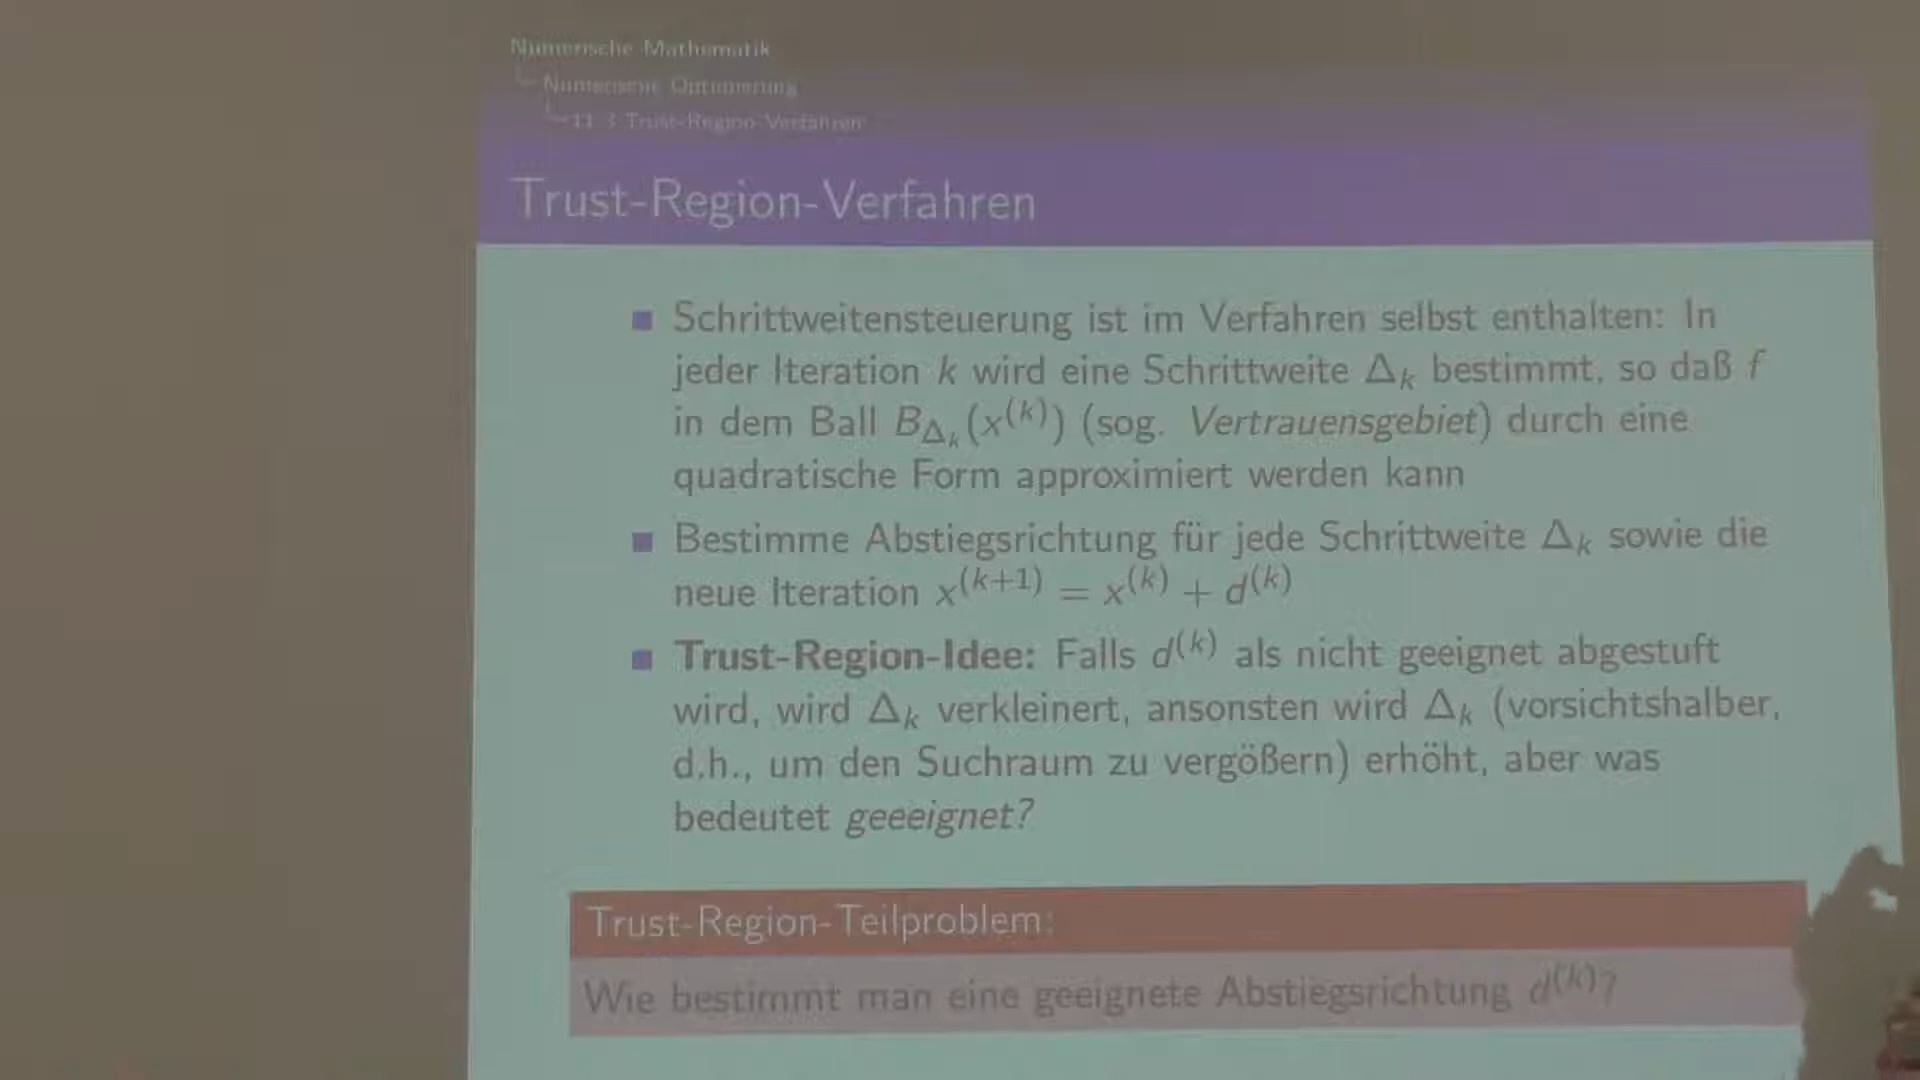 Numerische Mathematik
Numerische Optimierung
11.3 Trust-Region-Verfahren
Trust-Region-Verfahren
Schrittweitensteuerung ist im Verfahren selbst enthalten: In
jeder Iteration k wird eine Schrittweite Δ_k bestimmt, so daß f
in dem Ball B_{Δ_k}(x^{(k)}) (sog. Vertrauensgebiet) durch eine
quadratische Form approximiert werden kann
Bestimme Abstiegsrichtung für jede Schrittweite Δ_k sowie die
neue Iteration x^{(k+1)} = x^{(k)} + d^{(k)}
Trust-Region-Idee: Falls d^{(k)} als nicht geeignet abgestuft
wird, wird Δ_k verkleinert, ansonsten wird Δ_k (vorsichtshalber,
d.h., um den Suchraum zu vergößern) erhöht, aber was
bedeutet geeeignet?
Trust-Region-Teilproblem:
Wie bestimmt man eine geeignete Abstiegsrichtung d^{(k)}?